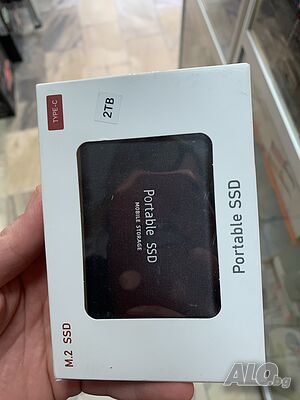 TYPE-C
2TB
Portable SSD
MOBILE STORAGE
Portable SSD
M.2 SSD
ALO.bg